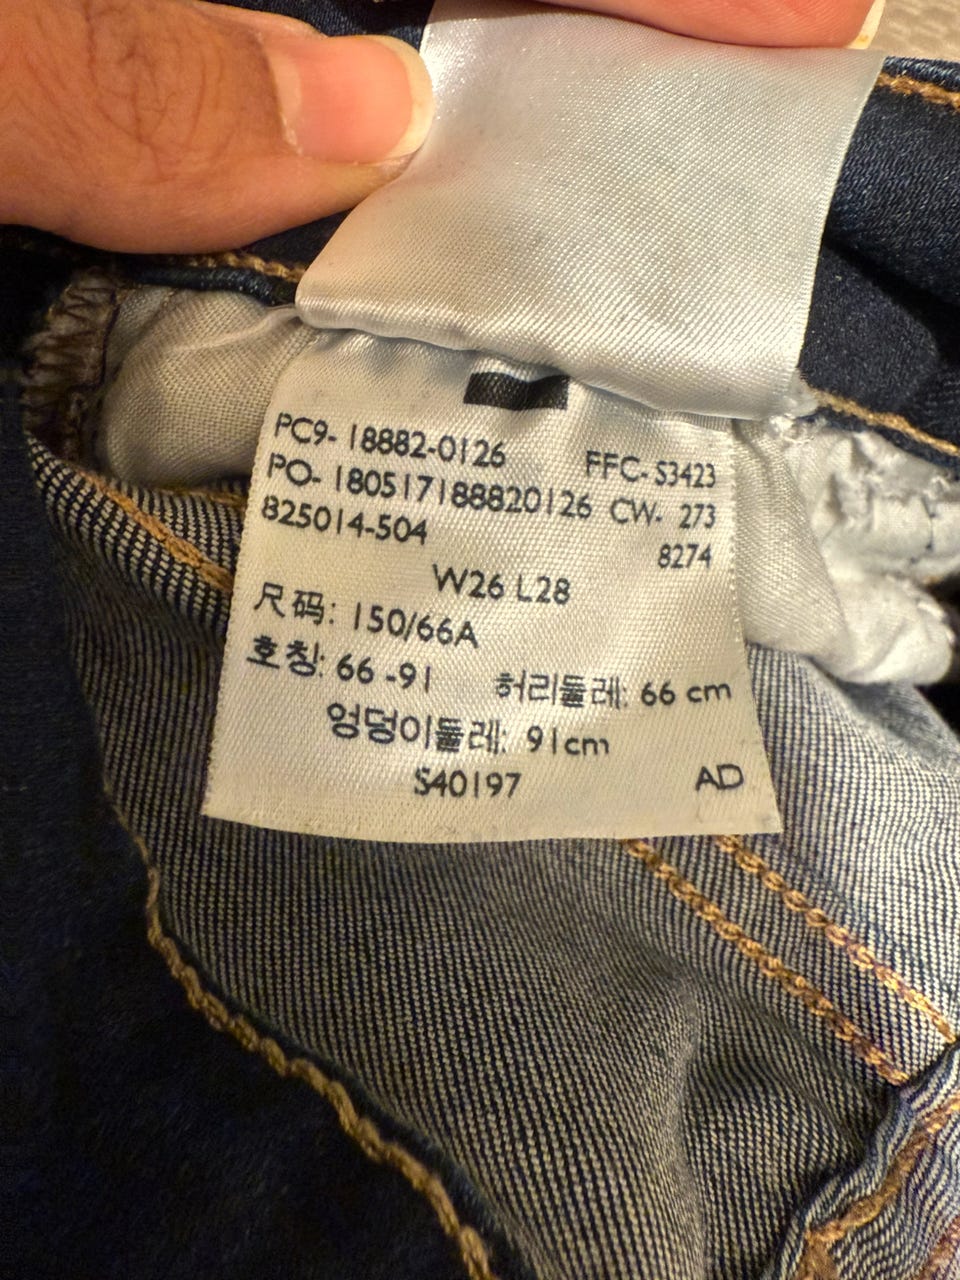 PC9- 18882-0126 FFC- S3423
PO- 180517188820126 CW- 273
825014-504 8274
W26 L28
尺码: 150/66A
호칭: 66 -91 허리둘레: 66 cm
엉덩이둘레: 91cm
S40197 AD